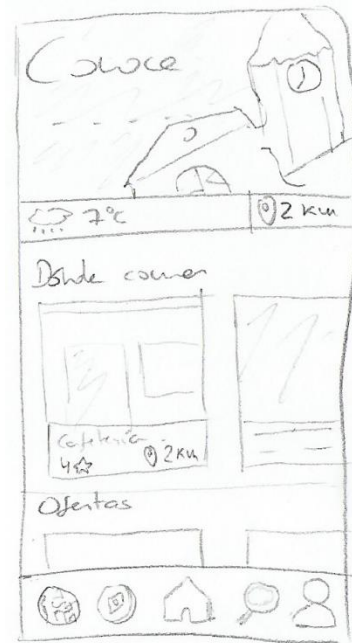 Conoce
7°C
2 km
Donde comer
Cafetería
4
2 km
Ofertas